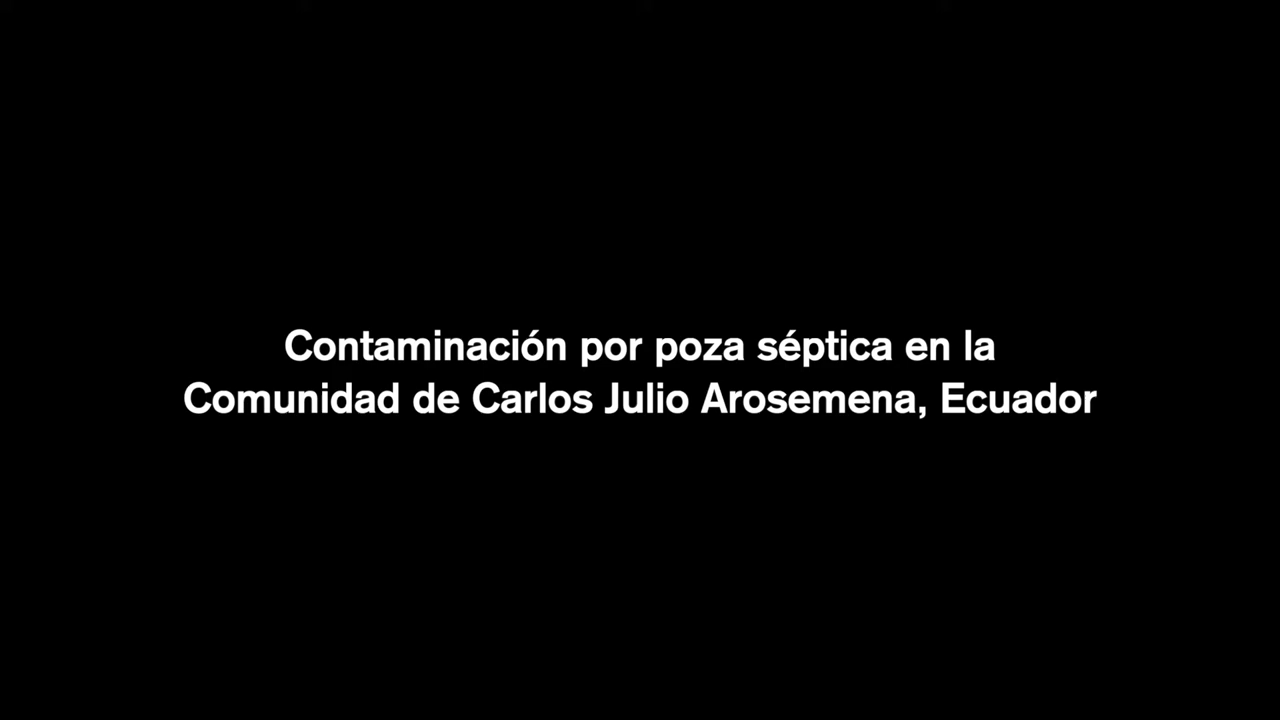 Contaminación por poza séptica en la
Comunidad de Carlos Julio Arosemena, Ecuador